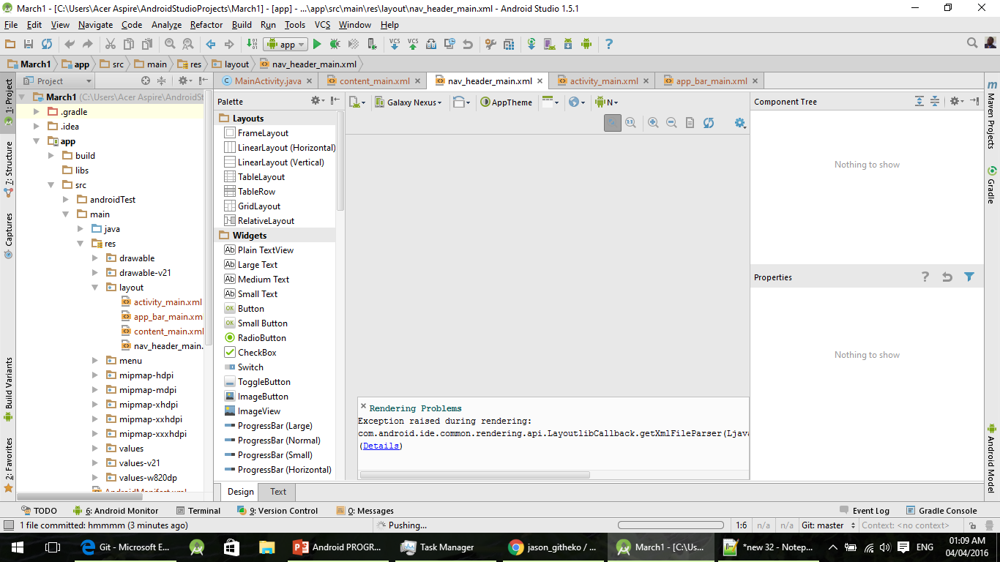 March1 - [C:\Users\Acer Aspire\AndroidStudioProjects\March1] - [app] - ...\app\src\main\res\layout\nav_header_main.xml - Android Studio 1.5.1
File Edit View Navigate Code Analyze Refactor Build Run Tools VCS Window Help
app
VCS VCS
March1 app src main res layout nav_header_main.xml
Project
MainActivity.java content_main.xml nav_header_main.xml activity_main.xml app_bar_main.xml
March1 (C:\Users\Acer Aspire\AndroidSt
.gradle
.idea
app
build
libs
src
androidTest
main
java
res
drawable
drawable-v21
layout
activity_main.xml
app_bar_main.xm
content_main.xml
nav_header_main.
menu
mipmap-hdpi
mipmap-mdpi
mipmap-xhdpi
mipmap-xxhdpi
mipmap-xxxhdpi
values
values-v21
values-w820dp
AndroidManifest.xml
1: Project
7: Structure
Captures
Build Variants
2: Favorites
Palette
Layouts
FrameLayout
LinearLayout (Horizontal)
LinearLayout (Vertical)
TableLayout
TableRow
GridLayout
RelativeLayout
Widgets
Ab Plain TextView
Ab Large Text
Ab Medium Text
Ab Small Text
OK Button
OK Small Button
RadioButton
CheckBox
Switch
ToggleButton
ImageButton
ImageView
ProgressBar (Large)
ProgressBar (Normal)
ProgressBar (Small)
ProgressBar (Horizontal)
Galaxy Nexus AppTheme N
1:1
Rendering Problems
Exception raised during rendering:
com.android.ide.common.rendering.api.LayoutlibCallback.getXmlFileParser(Ljava
(Details)
Design Text
Component Tree
Nothing to show
Properties
Nothing to show
Maven Projects
Gradle
Android Model
TODO 6: Android Monitor Terminal 9: Version Control 0: Messages Event Log Gradle Console
1 file committed: hmmmm (3 minutes ago) Pushing... 1:6 n/a n/a Git: master Context: <no context>
Git - Microsoft E... Android PROGR... Task Manager jason_githeko / ... March1 - [C:\Us... *new 32 - Notep... ENG 01:09 AM
04/04/2016